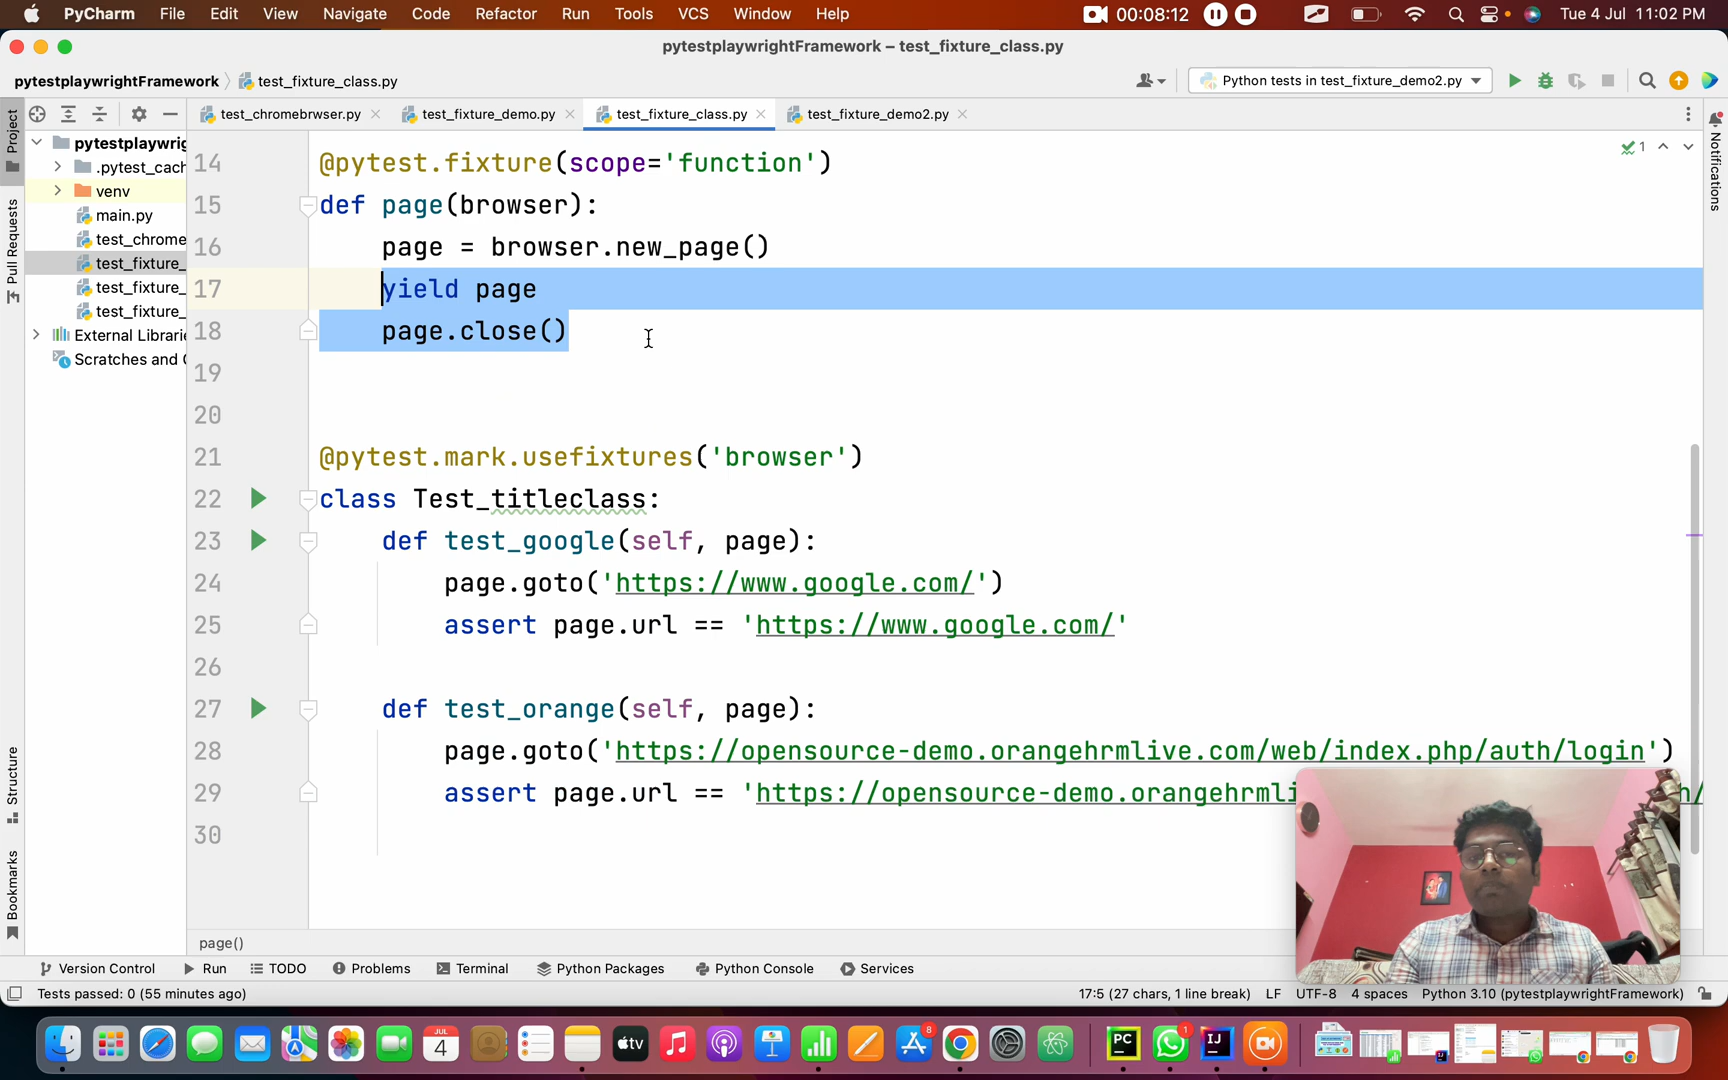 PyCharm File Edit View Navigate Code Refactor Run Tools VCS Window Help 00:08:12 Tue 4 Jul 11:02 PM
pytestplaywrightFramework – test_fixture_class.py
pytestplaywrightFramework test_fixture_class.py Python tests in test_fixture_demo2.py
test_chromebrwser.py test_fixture_demo.py test_fixture_class.py test_fixture_demo2.py
Project
Pull Requests
Structure
Bookmarks
Notifications
pytestplaywrig
.pytest_cach
venv
main.py
test_chrome
test_fixture_
test_fixture_
test_fixture_
External Librarie
Scratches and C
1
14 @pytest.fixture(scope='function')
15 def page(browser):
16 page = browser.new_page()
17 yield page
18 page.close()
19
20
21 @pytest.mark.usefixtures('browser')
22 class Test_titleclass:
23 def test_google(self, page):
24 page.goto('https://www.google.com/')
25 assert page.url == 'https://www.google.com/'
26
27 def test_orange(self, page):
28 page.goto('https://opensource-demo.orangehrmlive.com/web/index.php/auth/login')
29 assert page.url == 'https://opensource-demo.orangehrmli
30
page()
Version Control Run TODO Problems Terminal Python Packages Python Console Services
Tests passed: 0 (55 minutes ago) 17:5 (27 chars, 1 line break) LF UTF-8 4 spaces Python 3.10 (pytestplaywrightFramework)
JUL
4
tv
8
PC
1
IJ